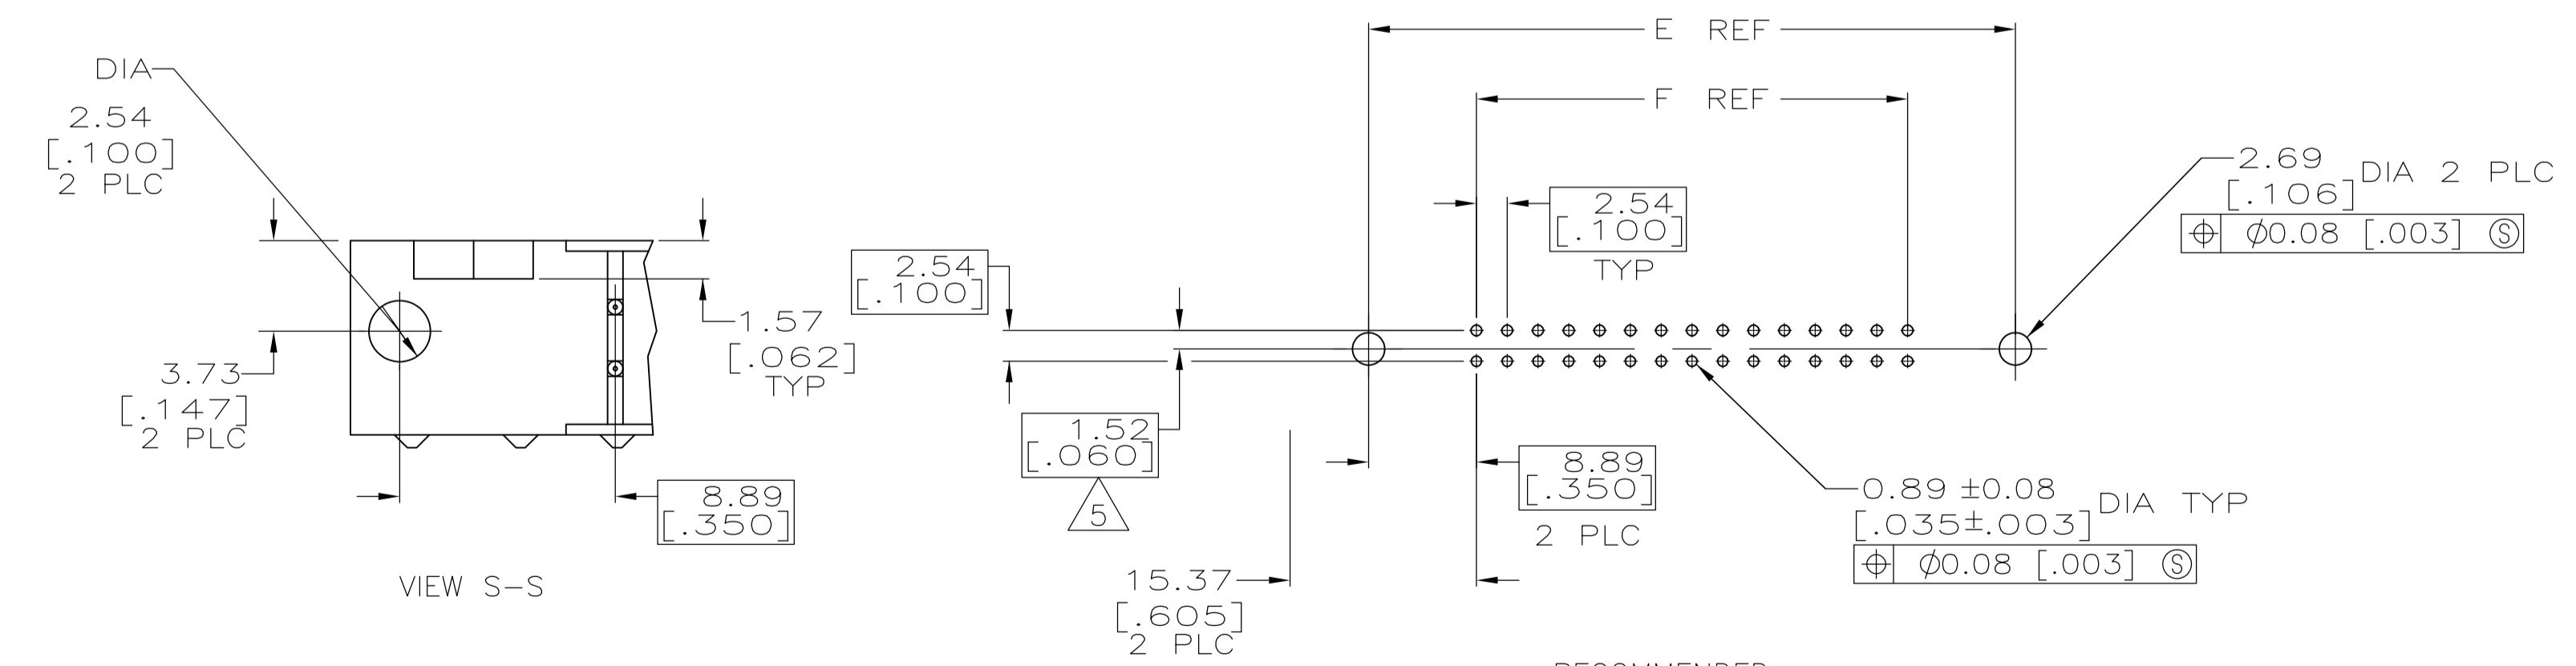 DIA
2.54
[.100]
2 PLC
3.73
[.147]
2 PLC
1.57
[.062]
TYP
8.89
[.350]
VIEW S-S
E REF
F REF
2.54
[.100]
TYP
2.54
[.100]
1.52
[.060]
5
8.89
[.350]
2 PLC
15.37
[.605]
2 PLC
2.69
[.106] DIA 2 PLC
⌖ ⌀0.08 [.003] Ⓢ
0.89 ±0.08
[.035±.003] DIA TYP
⌖ ⌀0.08 [.003] Ⓢ
RECOMMENDED